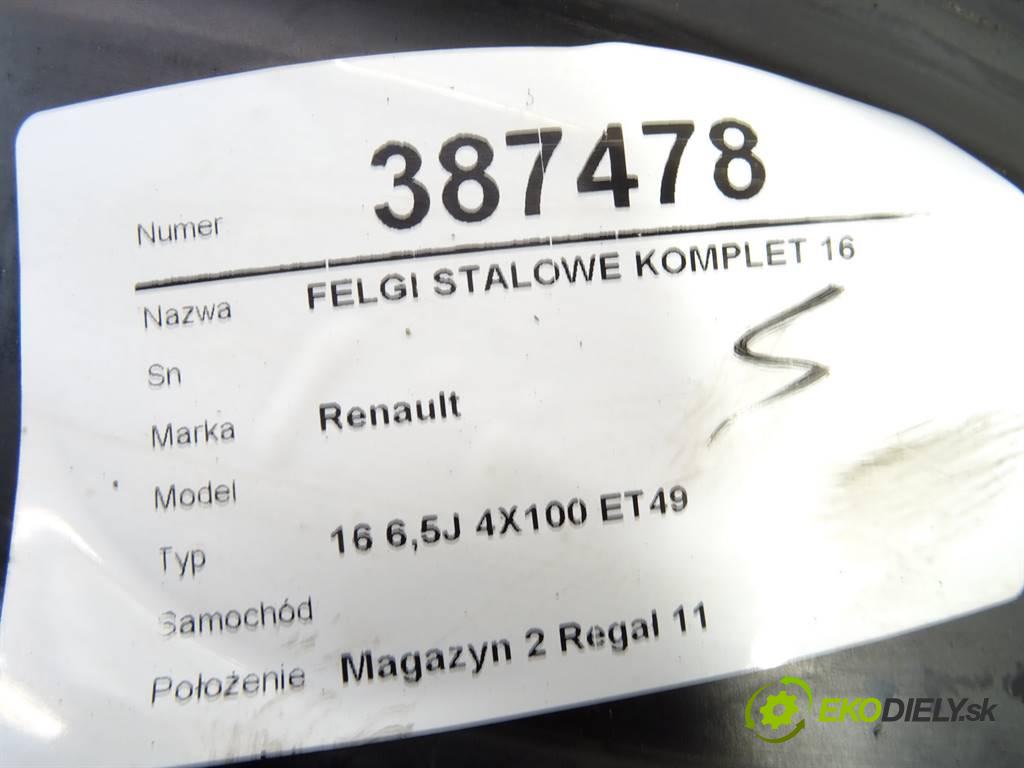 Numer 387478
Nazwa FELGI STALOWE KOMPLET 16
Sn
Marka Renault
Model
Typ 16 6,5J 4X100 ET49
Samochód
Położenie Magazyn 2 Regal 11
EKODIELY.sk